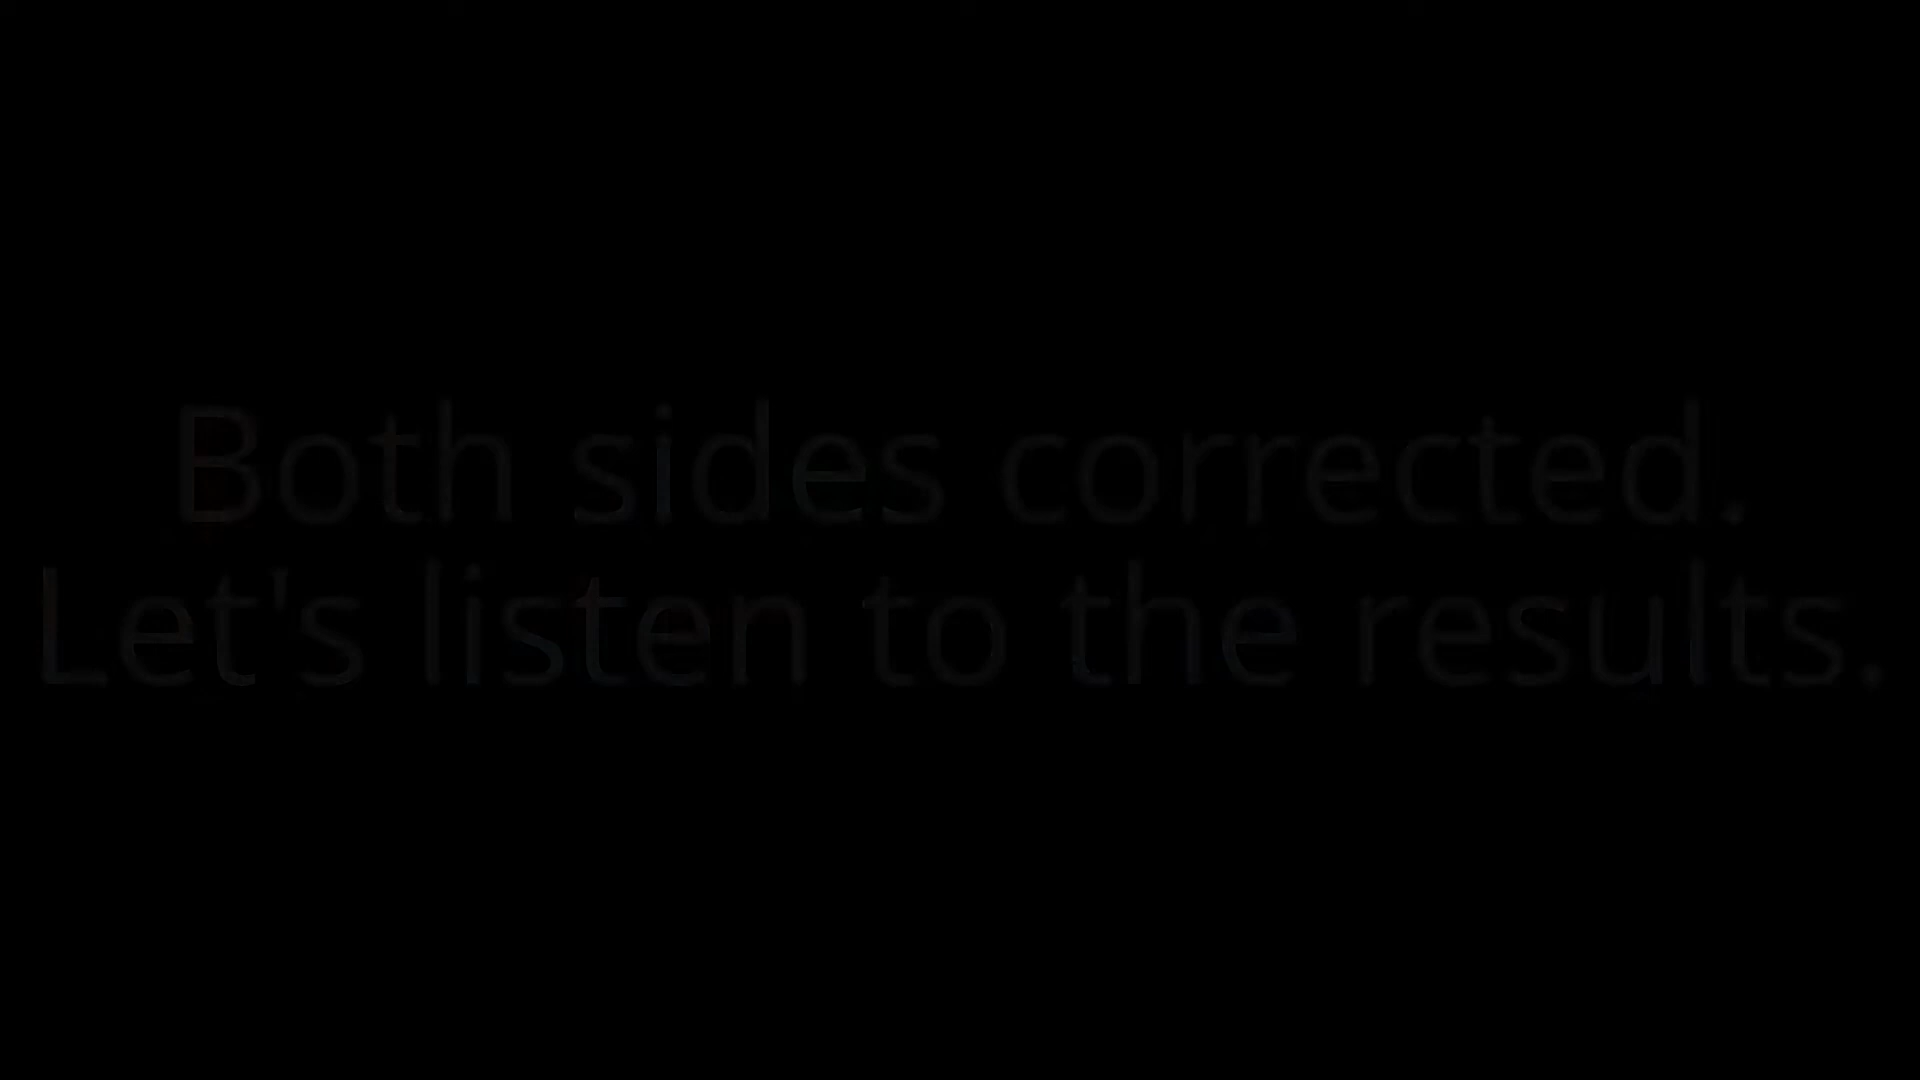 Both sides corrected.
Let's listen to the results.